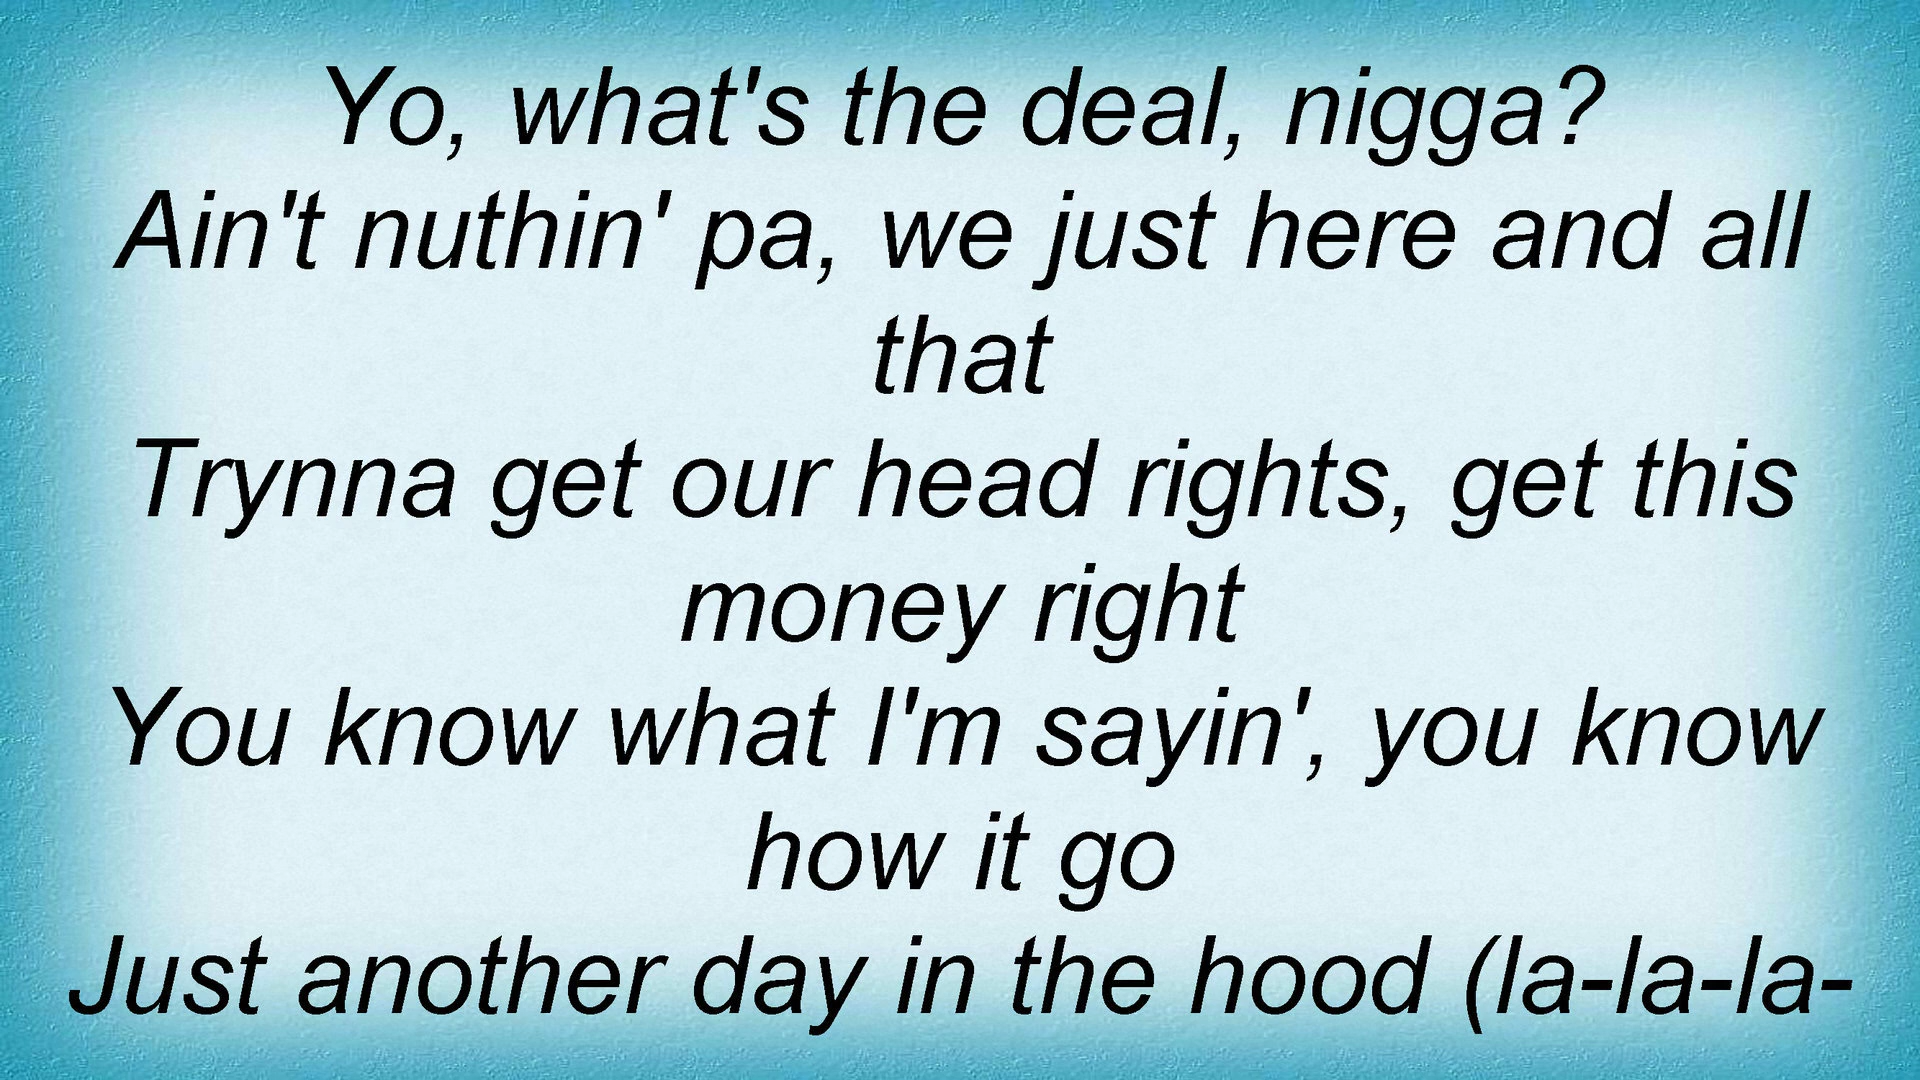 Yo, what's the deal, nigga?
Ain't nuthin' pa, we just here and all
that
Trynna get our head rights, get this
money right
You know what I'm sayin', you know
how it go
Just another day in the hood (la-la-la-